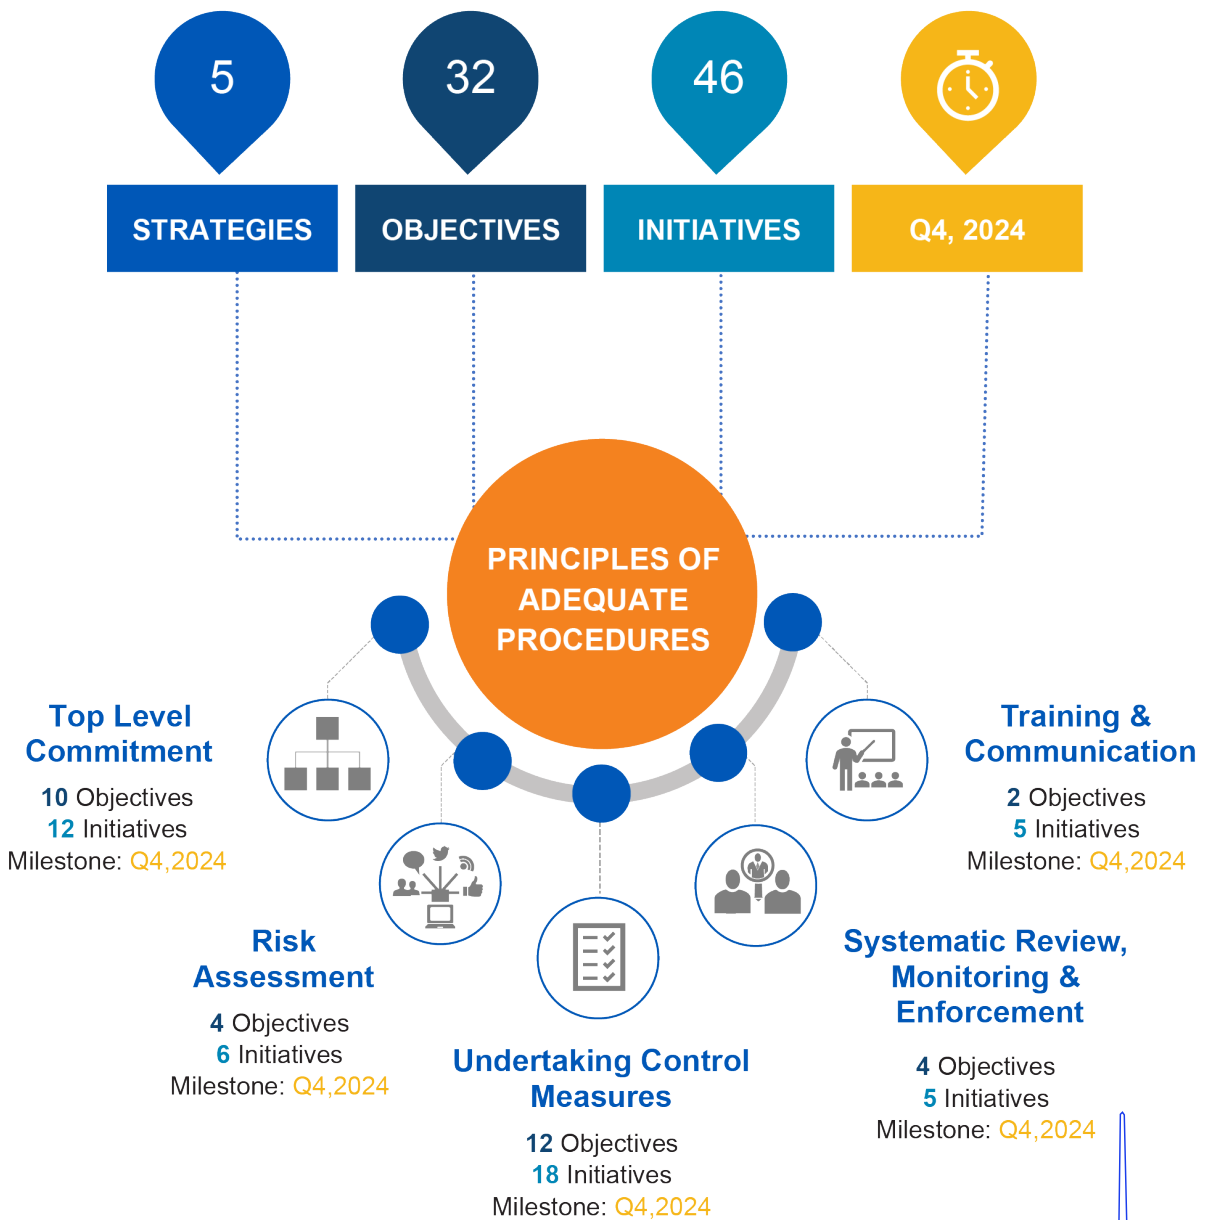 5
32
46
STRATEGIES
OBJECTIVES
INITIATIVES
Q4, 2024
PRINCIPLES OF
ADEQUATE
PROCEDURES
Top Level
Commitment
10 Objectives
12 Initiatives
Milestone: Q4,2024
Risk
Assessment
4 Objectives
6 Initiatives
Milestone: Q4,2024
Undertaking Control
Measures
12 Objectives
18 Initiatives
Milestone: Q4,2024
Systematic Review,
Monitoring &
Enforcement
4 Objectives
5 Initiatives
Milestone: Q4,2024
Training &
Communication
2 Objectives
5 Initiatives
Milestone: Q4,2024